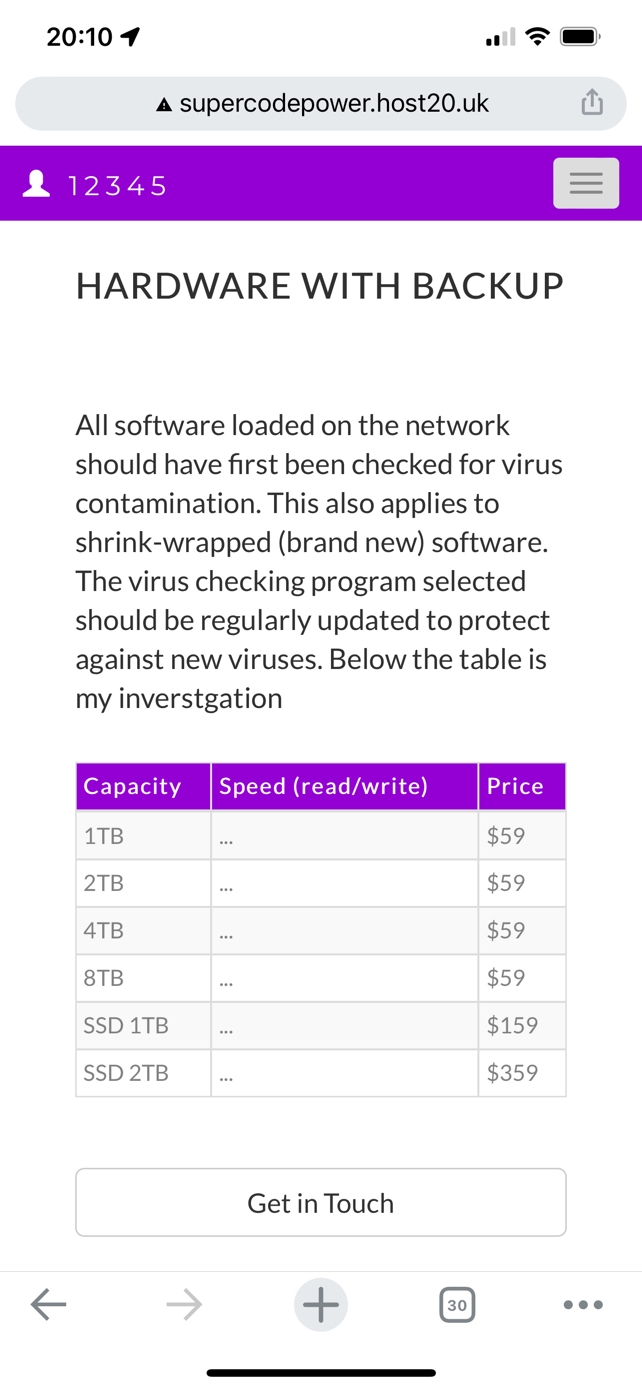 20:10
supercodepower.host20.uk
12345
HARDWARE WITH BACKUP
All software loaded on the network
should have first been checked for virus
contamination. This also applies to
shrink-wrapped (brand new) software.
The virus checking program selected
should be regularly updated to protect
against new viruses. Below the table is
my inverstgation
Capacity Speed (read/write) Price
1TB ... $59
2TB ... $59
4TB ... $59
8TB ... $59
SSD 1TB ... $159
SSD 2TB ... $359
Get in Touch
30